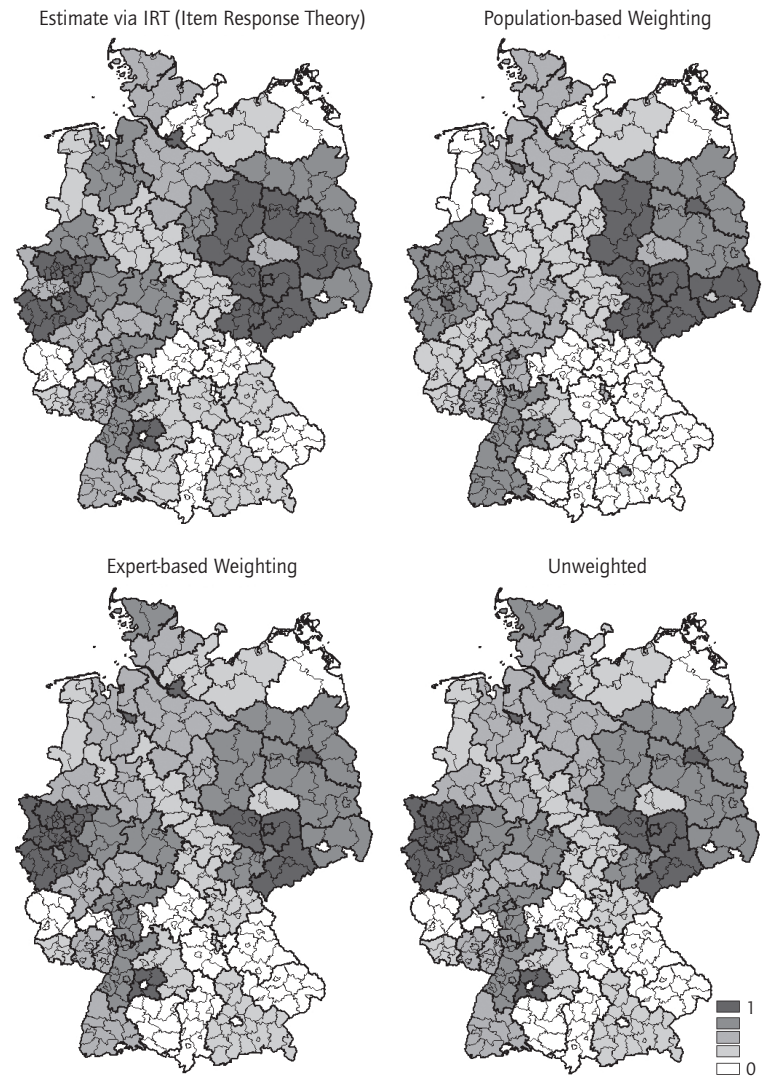 Estimate via IRT (Item Response Theory)
Population-based Weighting
Expert-based Weighting
Unweighted
1
0